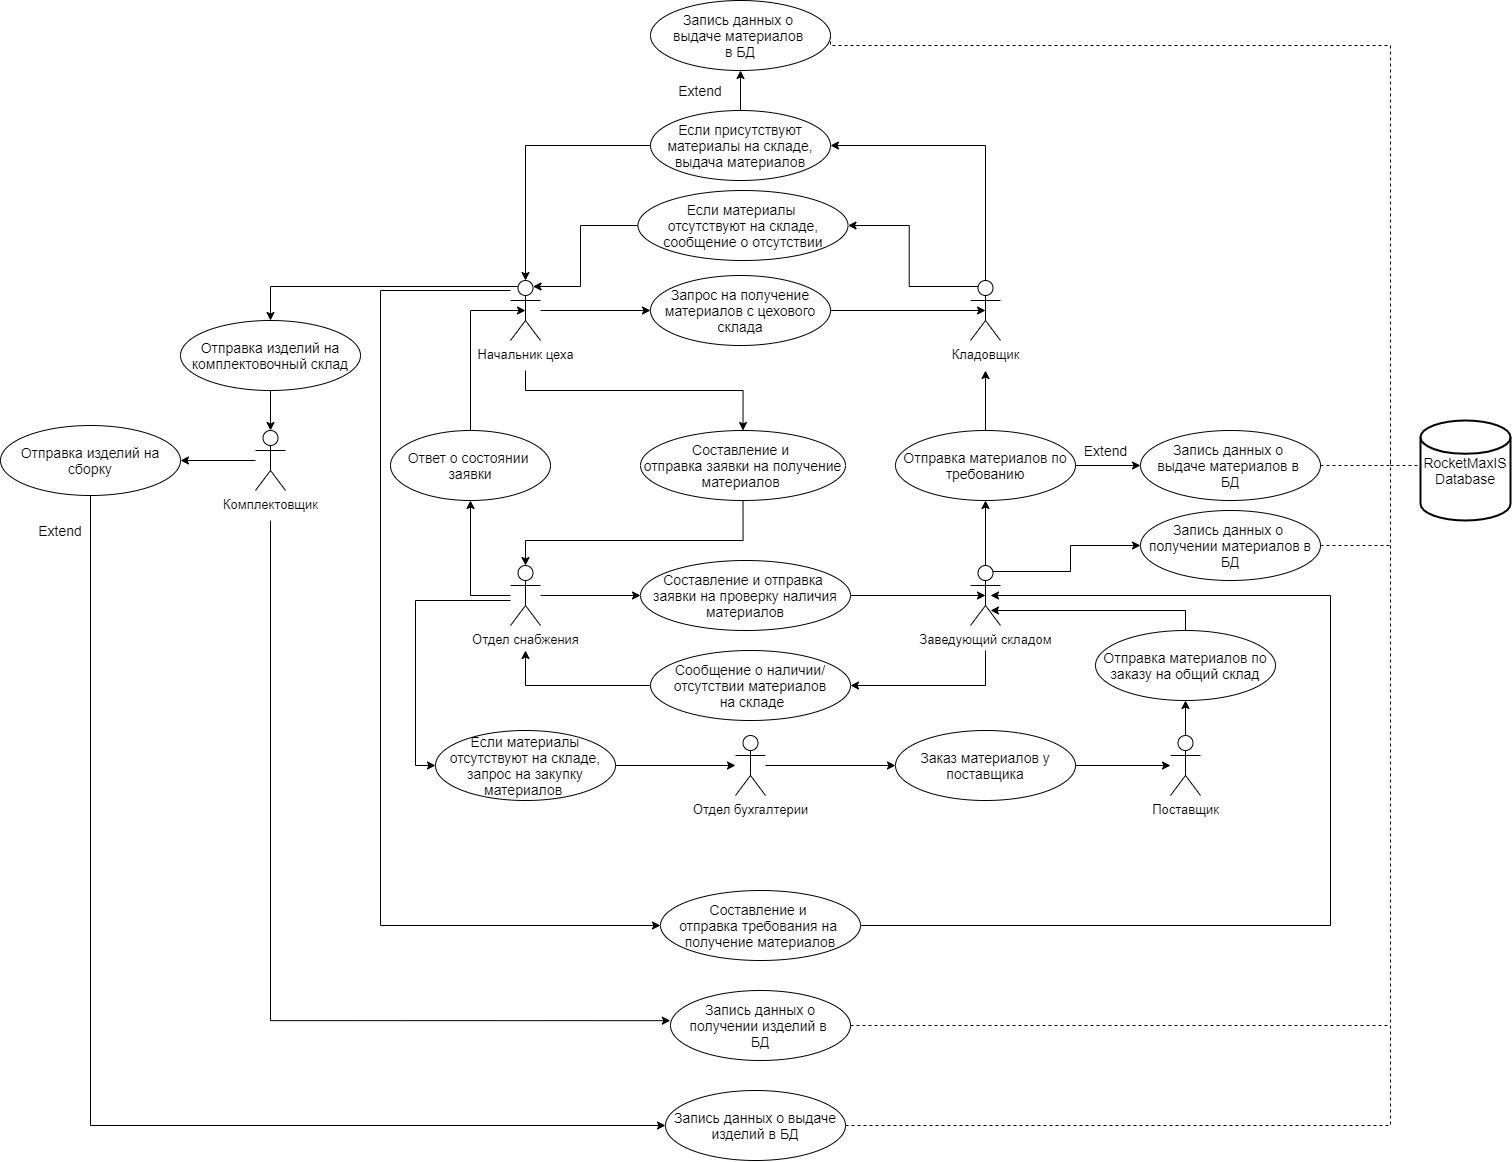 Запись данных о
выдаче материалов
в БД
Extend
Если присутствуют
материалы на складе,
выдача материалов
Если материалы
отсутствуют на складе,
сообщение о отсутствии
Запрос на получение
материалов с цехового
склада
Начальник цеха
Кладовщик
Отправка изделий на
комплектовочный склад
Отправка изделий на
сборку
Extend
Комплектовщик
Ответ о состоянии
заявки
Составление и
отправка заявки на получение
материалов
Отправка материалов по
требованию
Extend
Запись данных о
выдаче материалов в
БД
RocketMaxIS
Database
Запись данных о
получении материалов в
БД
Отдел снабжения
Составление и отправка
заявки на проверку наличия
материалов
Заведующий складом
Сообщение о наличии/
отсутствии материалов
на складе
Отправка материалов по
заказу на общий склад
Если материалы
отсутствуют на складе,
запрос на закупку
материалов
Отдел бухгалтерии
Заказ материалов у
поставщика
Поставщик
Составление и
отправка требования на
получение материалов
Запись данных о
получении изделий в
БД
Запись данных о выдаче
изделий в БД